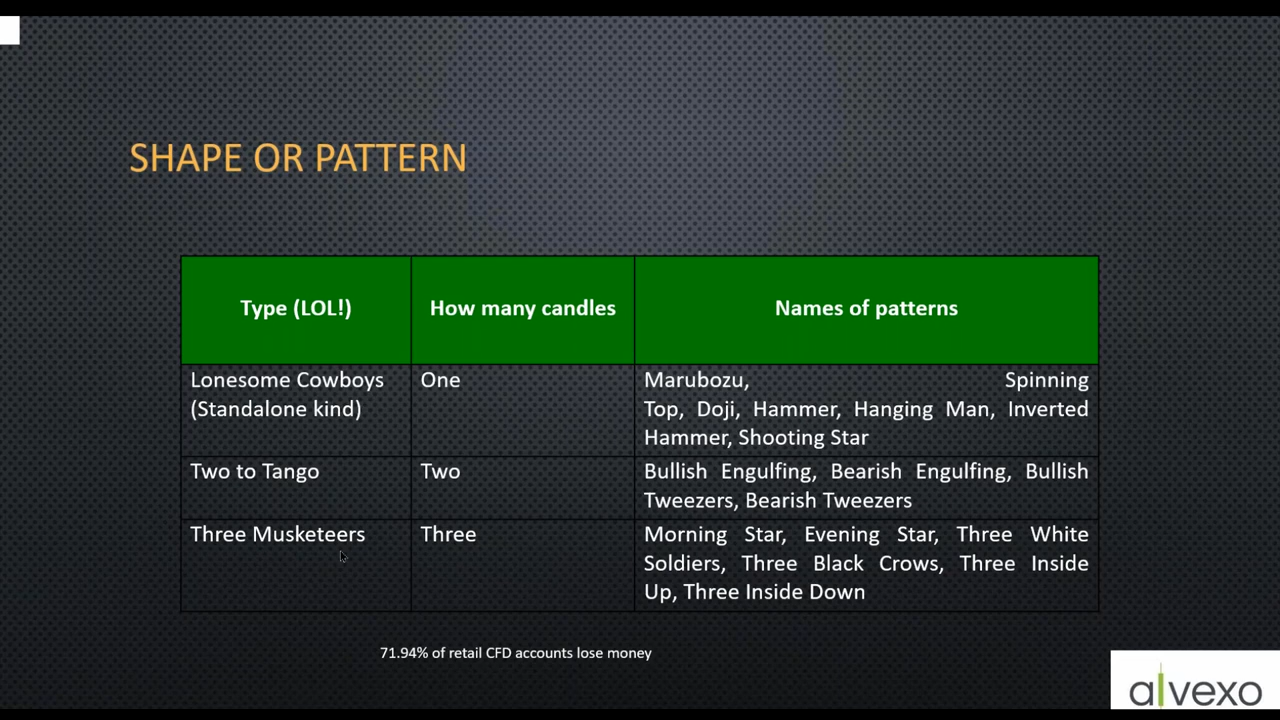 SHAPE OR PATTERN
Type (LOL!)
How many candles
Names of patterns
Lonesome Cowboys
(Standalone kind)
One
Marubozu, Spinning
Top, Doji, Hammer, Hanging Man, Inverted
Hammer, Shooting Star
Two to Tango
Two
Bullish Engulfing, Bearish Engulfing, Bullish
Tweezers, Bearish Tweezers
Three Musketeers
Three
Morning Star, Evening Star, Three White
Soldiers, Three Black Crows, Three Inside
Up, Three Inside Down
71.94% of retail CFD accounts lose money
alvexo